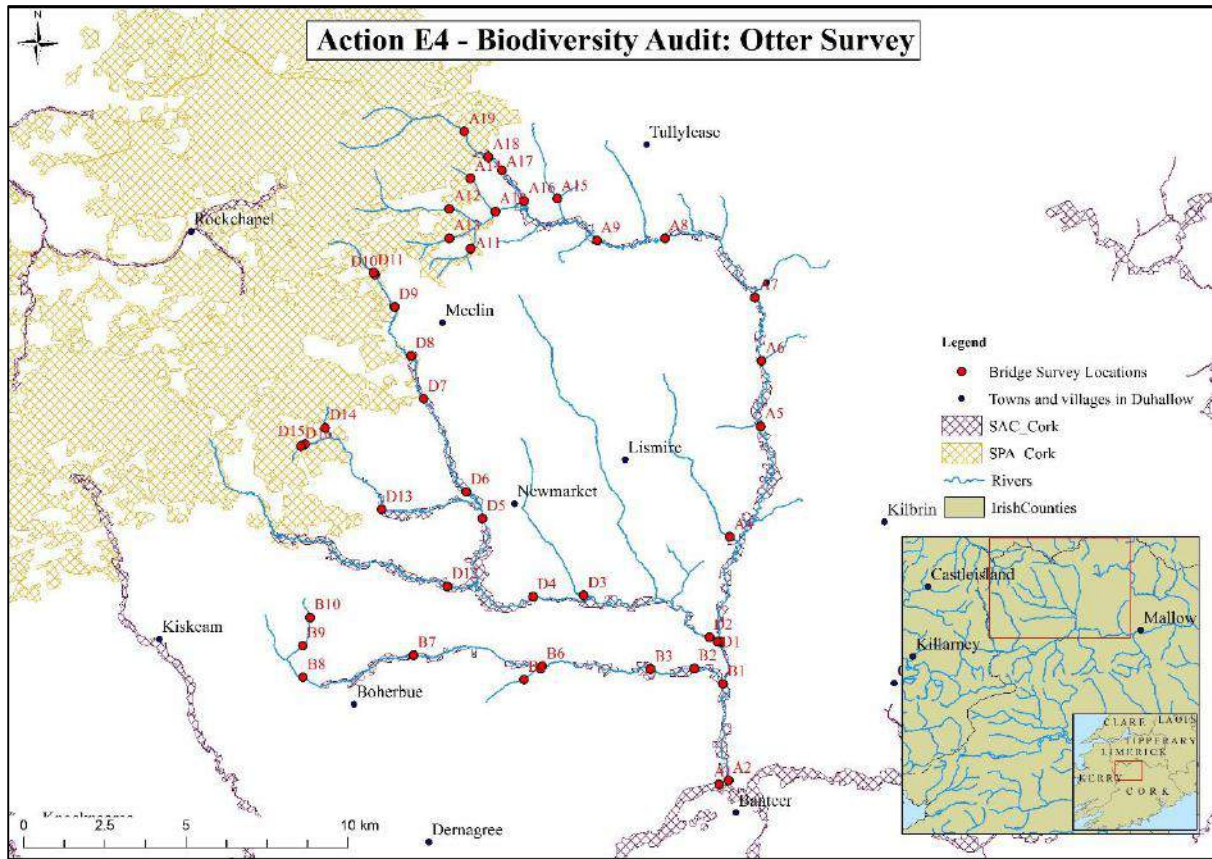 N
Action E4 - Biodiversity Audit: Otter Survey
A19
Tullylease
A18
A17
A14
A16
A15
A12
Rockchapel
A9
A8
A11
D10
D11
A7
D9
Meelin
D8
A6
Legend
Bridge Survey Locations
Towns and villages in Duhallow
SAC_Cork
SPA_Cork
Rivers
IrishCounties
D7
A5
D14
D15
Lismire
D6
Newmarket
D13
D5
Kilbrin
A4
Castleisland
Mallow
Killarney
D4
D3
B10
D2
D1
Kiskeam
B9
B7
B6
B3
B2
B8
B1
Boherbue
CLARE
LAOIS
TIPPERARY
LIMERICK
KERRY
CORK
A2
Banteer
0 2.5 5 10 km
Dernagree